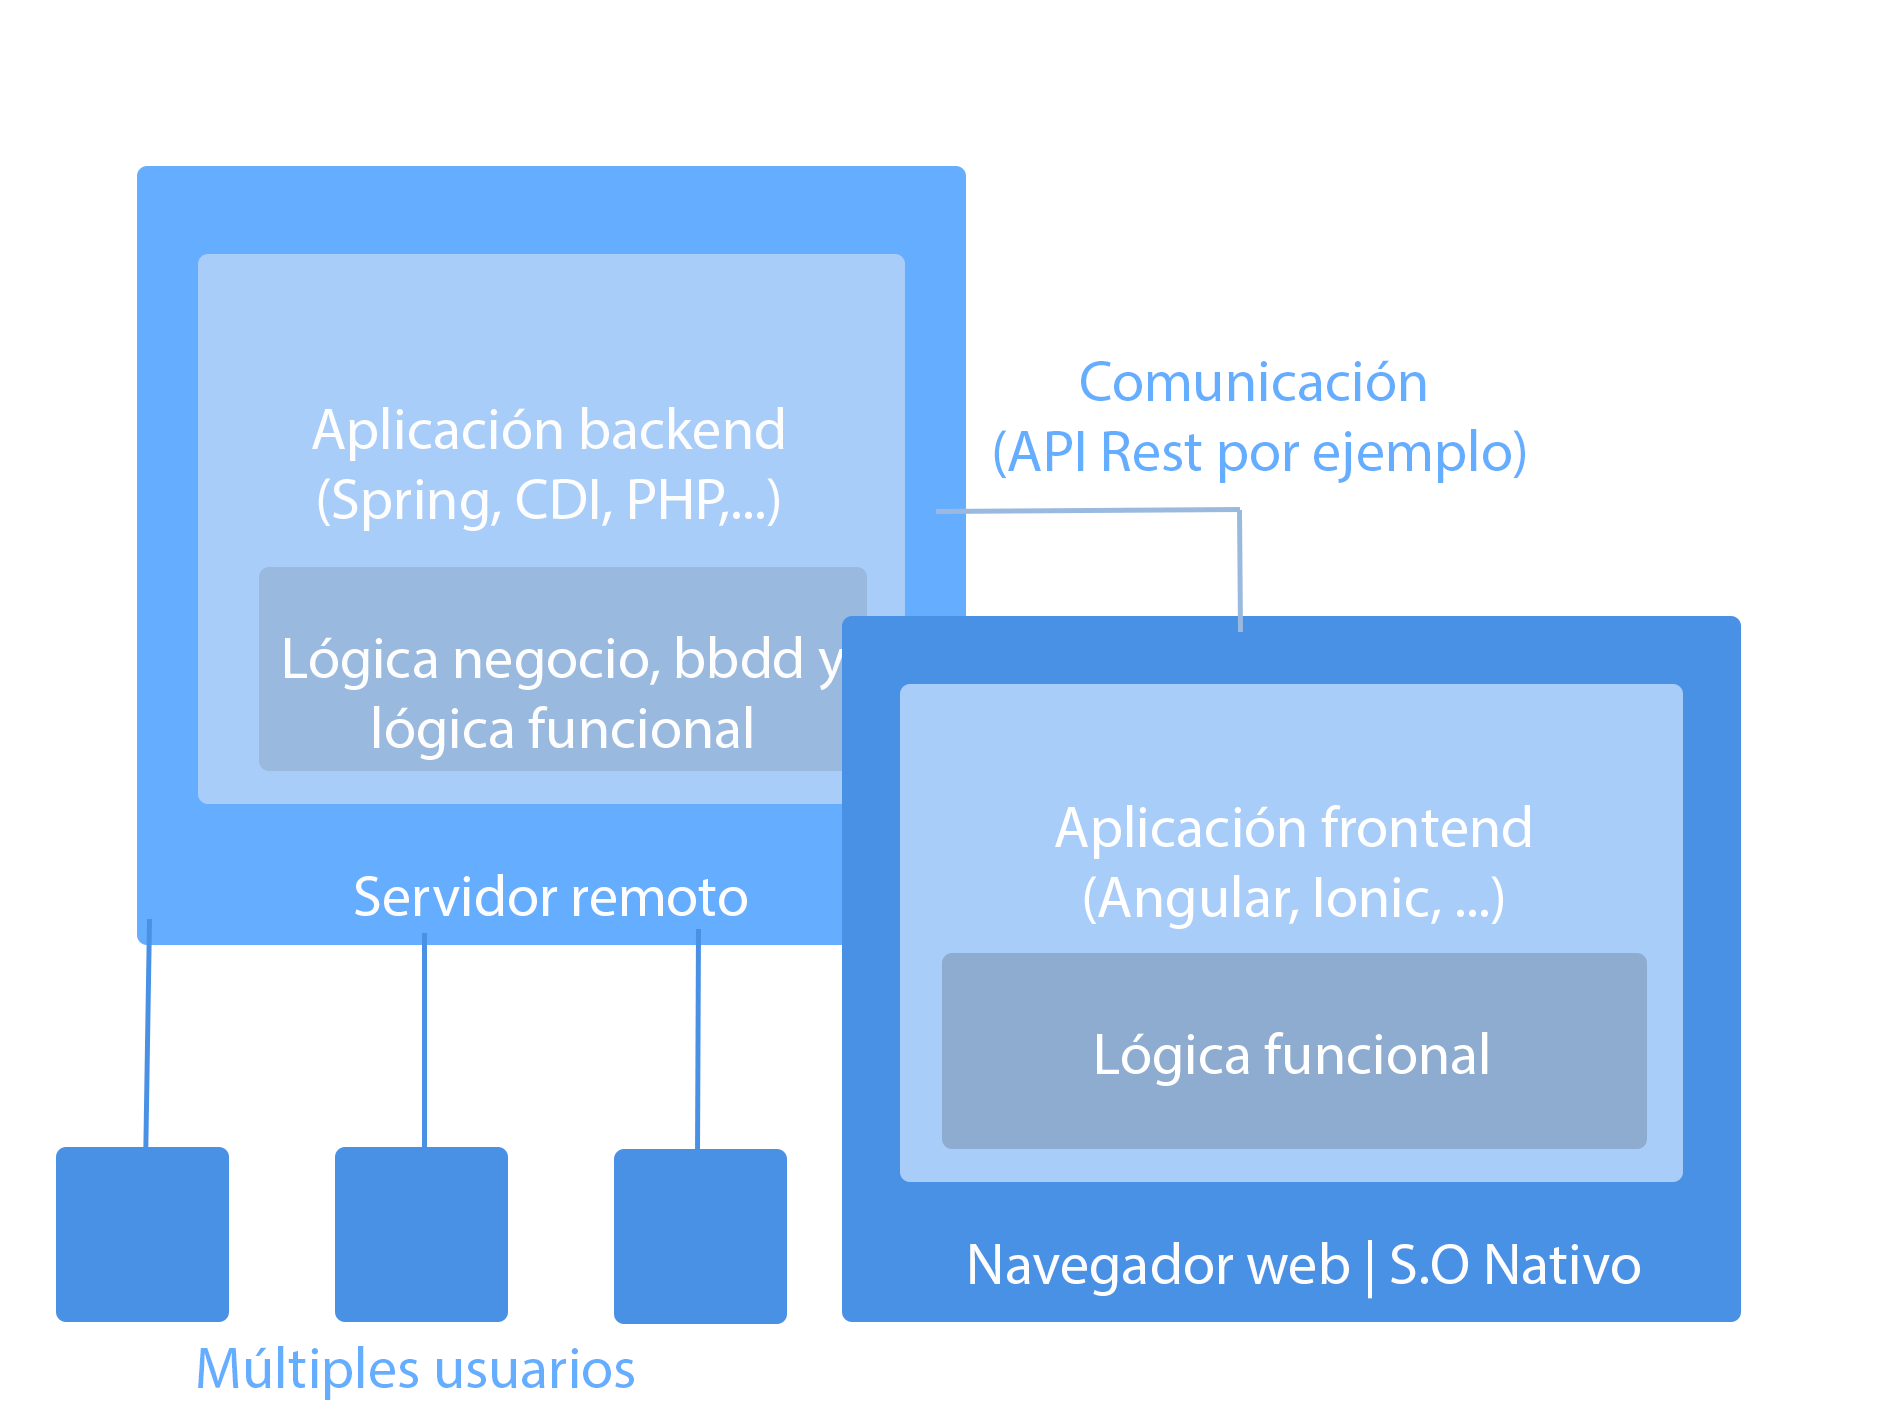 Comunicación
(API Rest por ejemplo)
Aplicación backend
(Spring, CDI, PHP,...)
Lógica negocio, bbdd y
lógica funcional
Servidor remoto
Aplicación frontend
(Angular, Ionic, ...)
Lógica funcional
Navegador web | S.O Nativo
Múltiples usuarios